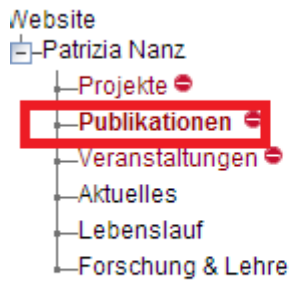 Website
Patrizia Nanz
Projekte
Publikationen
Veranstaltungen
Aktuelles
Lebenslauf
Forschung & Lehre